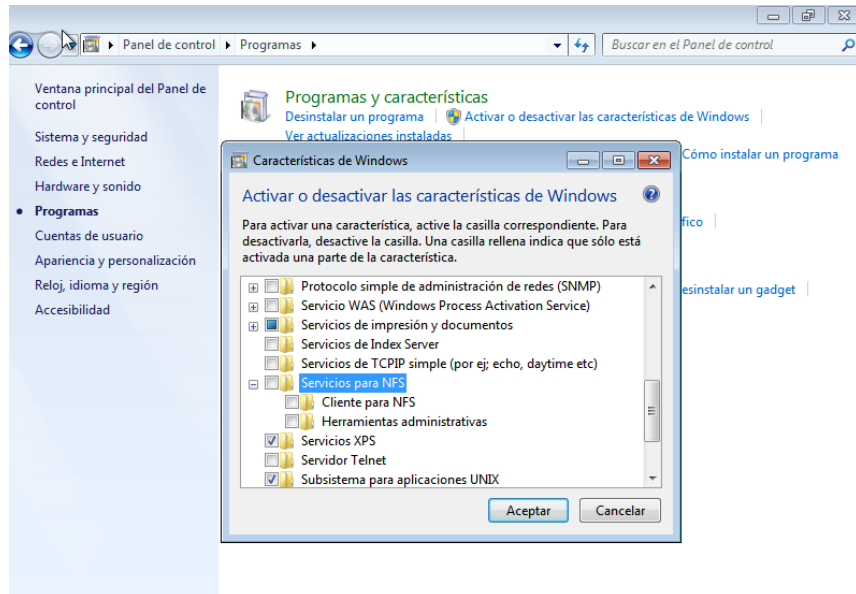 Panel de control
Programas
Buscar en el Panel de control
Ventana principal del Panel de
control
Sistema y seguridad
Redes e Internet
Hardware y sonido
Programas
Cuentas de usuario
Apariencia y personalización
Reloj, idioma y región
Accesibilidad
Programas y características
Desinstalar un programa
Activar o desactivar las características de Windows
Ver actualizaciones instaladas
Cómo instalar un programa
esinstalar un gadget
Características de Windows
Activar o desactivar las características de Windows
Para activar una característica, active la casilla correspondiente. Para
desactivarla, desactive la casilla. Una casilla rellena indica que sólo está
activada una parte de la característica.
Protocolo simple de administración de redes (SNMP)
Servicio WAS (Windows Process Activation Service)
Servicios de impresión y documentos
Servicios de Index Server
Servicios de TCPIP simple (por ej; echo, daytime etc)
Servicios para NFS
Cliente para NFS
Herramientas administrativas
Servicios XPS
Servidor Telnet
Subsistema para aplicaciones UNIX
Aceptar
Cancelar